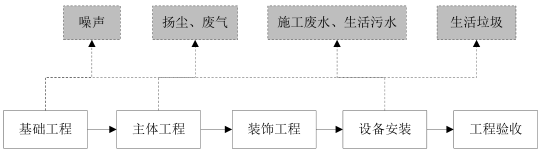 噪声
扬尘、废气
施工废水、生活污水
生活垃圾
基础工程
主体工程
装饰工程
设备安装
工程验收